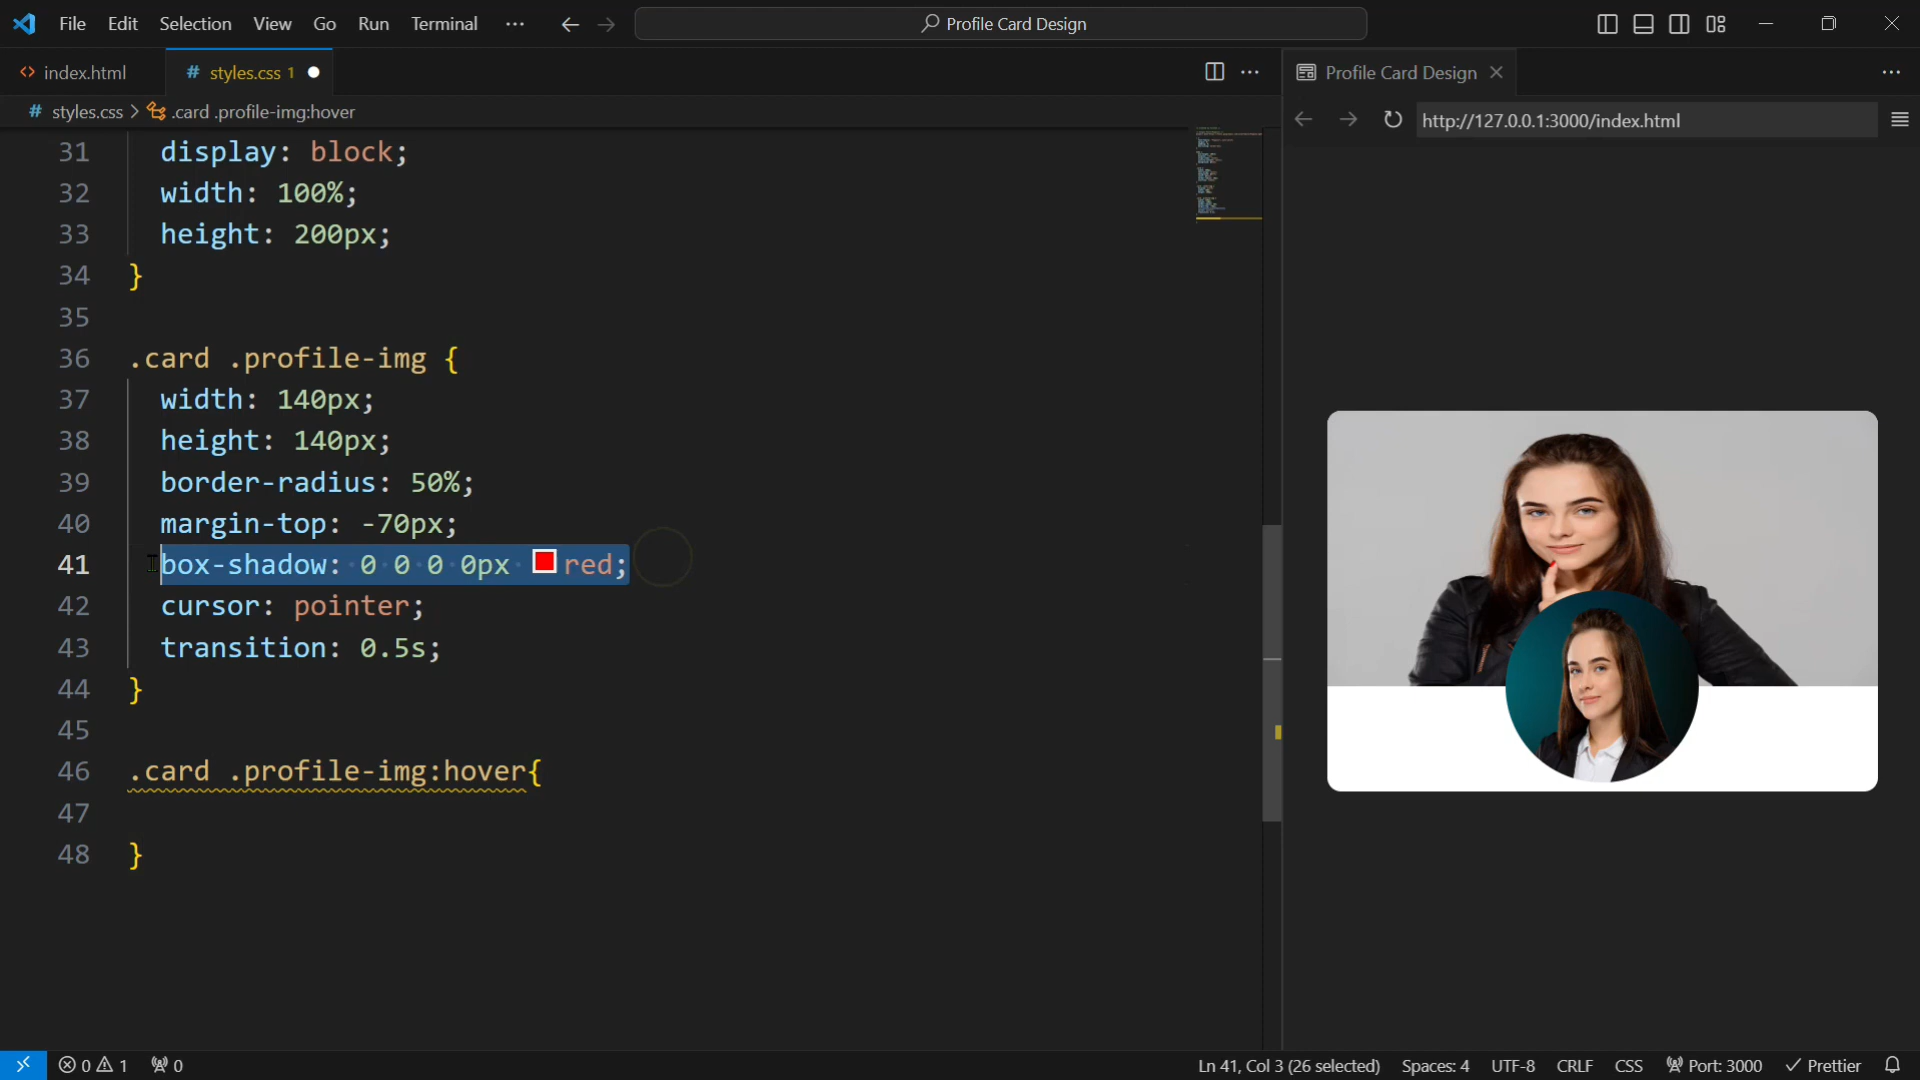 File Edit Selection View Go Run Terminal ··· Profile Card Design
index.html # styles.css 1 ···
Profile Card Design ···
# styles.css > .card .profile-img:hover
http://127.0.0.1:3000/index.html
31 display: block;
32 width: 100%;
33 height: 200px;
34 }
35
36 .card .profile-img {
37 width: 140px;
38 height: 140px;
39 border-radius: 50%;
40 margin-top: -70px;
41 box-shadow: 0 0 0 0px red;
42 cursor: pointer;
43 transition: 0.5s;
44 }
45
46 .card .profile-img:hover{
47
48 }
0 1 0 Ln 41, Col 3 (26 selected) Spaces: 4 UTF-8 CRLF CSS Port: 3000 Prettier